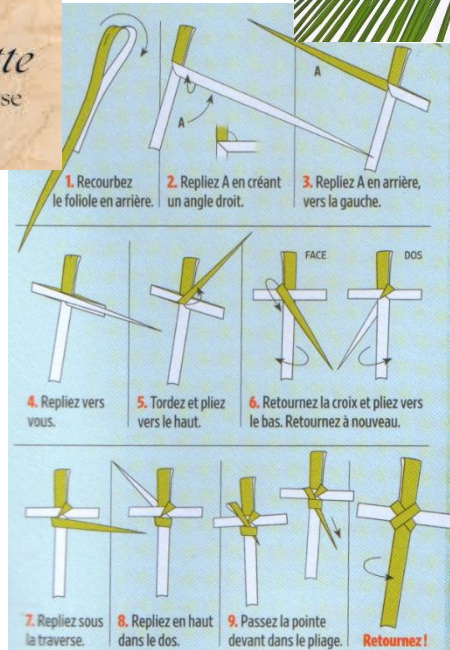 tte
se
A
A
1. Recourbez
le foliole en arrière.
2. Repliez A en créant
un angle droit.
3. Repliez A en arrière,
vers la gauche.
FACE
DOS
4. Repliez vers
vous.
5. Tordez et pliez
vers le haut.
6. Retournez la croix et pliez vers
le bas. Retournez à nouveau.
7. Repliez sous
la traverse.
8. Repliez en haut
dans le dos.
9. Passez la pointe
devant dans le pliage.
Retournez !